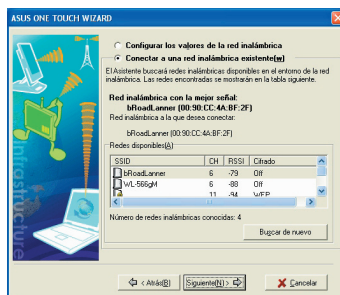 ASUS ONE TOUCH WIZARD
Configurar los valores de la red inalámbrica
Conectar a una red inalámbrica existente(w)
El Asistente buscará redes inalámbricas disponibles en el entorno de la red
inalámbrica. Las redes encontradas se mostrarán en la tabla siguiente.
Red inalámbrica con la mejor señal:
bRoadLanner (00:90:CC:4A:BF:2F)
Red inalámbrica a la que desea conectar:
bRoadLanner (00:90:CC:4A:BF:2F)
Redes disponibles(A)
SSID CH RSSI Cifrado
bRoadLanner 6 -79 Off
WL-566gM 6 -88 Off
11 -94 WEP
Número de redes inalámbricas conocidas: 4
Buscar de nuevo
Infrastructure
< Atrás(B) Siguiente(N) > Cancelar